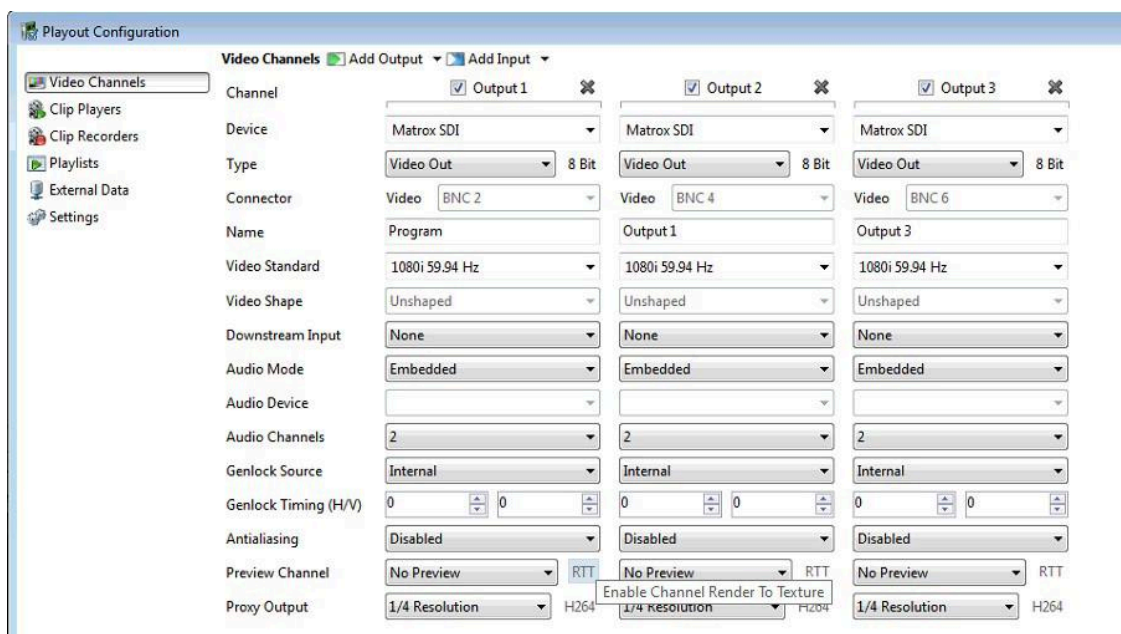 Playout Configuration
Video Channels Add Output Add Input
Video Channels
Clip Players
Clip Recorders
Playlists
External Data
Settings
Channel Output 1 Output 2 Output 3
Device Matrox SDI Matrox SDI Matrox SDI
Type Video Out 8 Bit Video Out 8 Bit Video Out 8 Bit
Connector Video BNC 2 Video BNC 4 Video BNC 6
Name Program Output 1 Output 3
Video Standard 1080i 59.94 Hz 1080i 59.94 Hz 1080i 59.94 Hz
Video Shape Unshaped Unshaped Unshaped
Downstream Input None None None
Audio Mode Embedded Embedded Embedded
Audio Device
Audio Channels 2 2 2
Genlock Source Internal Internal Internal
Genlock Timing (H/V) 0 0 0 0 0 0
Antialiasing Disabled Disabled Disabled
Preview Channel No Preview RTT No Preview RTT No Preview RTT
Enable Channel Render To Texture
Proxy Output 1/4 Resolution H264 1/4 Resolution H264 1/4 Resolution H264